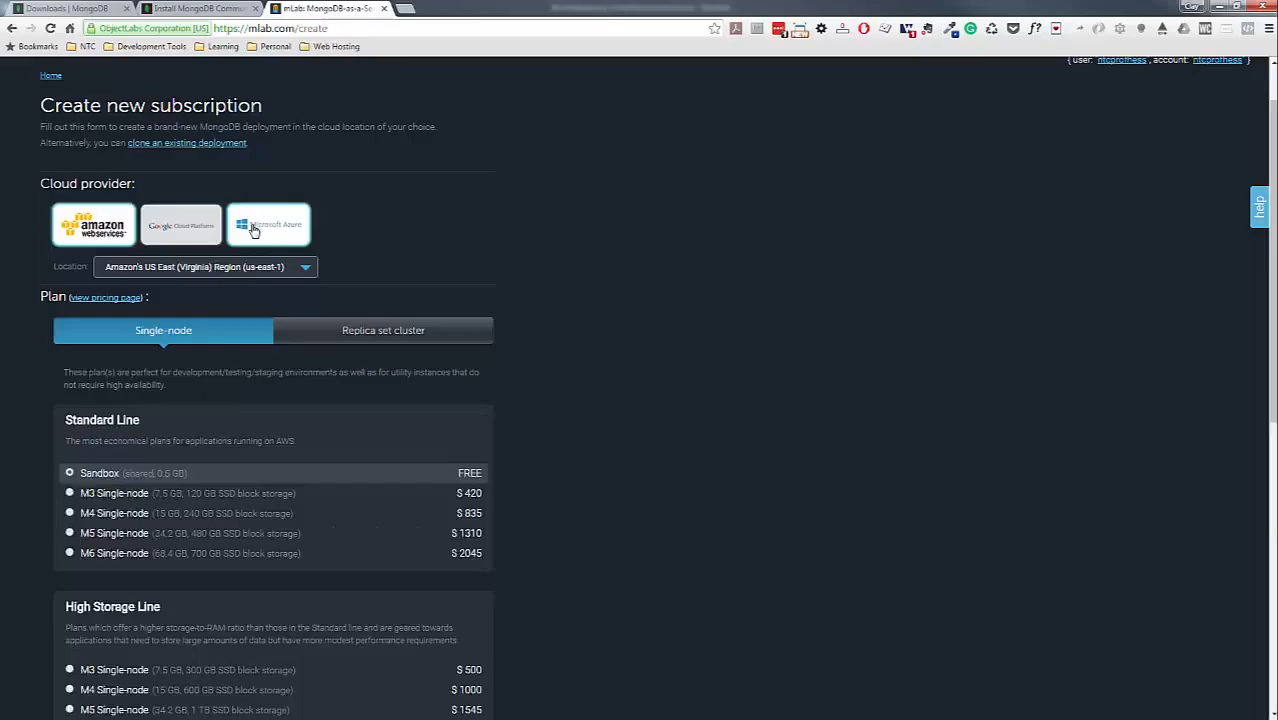 Downloads | MongoDB
Install MongoDB Commu
mLab: MongoDB-as-a-Se
Clay
ObjectLabs Corporation [US]
https://mlab.com/create
Bookmarks
NTC
Development Tools
Learning
Personal
Web Hosting
{ user: ntcprothess , account: ntcprothess }
Home
Create new subscription
Fill out this form to create a brand-new MongoDB deployment in the cloud location of your choice.
Alternatively, you can clone an existing deployment.
Cloud provider:
amazon webservices™
Google Cloud Platform
Microsoft Azure
Location: Amazon's US East (Virginia) Region (us-east-1)
Plan (view pricing page) :
Single-node
Replica set cluster
These plan(s) are perfect for development/testing/staging environments as well as for utility instances that do
not require high availability.
Standard Line
The most economical plans for applications running on AWS.
Sandbox (shared, 0.5 GB) FREE
M3 Single-node (7.5 GB, 120 GB SSD block storage) $ 420
M4 Single-node (15 GB, 240 GB SSD block storage) $ 835
M5 Single-node (34.2 GB, 480 GB SSD block storage) $ 1310
M6 Single-node (68.4 GB, 700 GB SSD block storage) $ 2045
High Storage Line
Plans which offer a higher storage-to-RAM ratio than those in the Standard line and are geared towards
applications that need to store large amounts of data but have more modest performance requirements
M3 Single-node (7.5 GB, 300 GB SSD block storage) $ 500
M4 Single-node (15 GB, 600 GB SSD block storage) $ 1000
M5 Single-node (34.2 GB, 1 TB SSD block storage) $ 1545
help